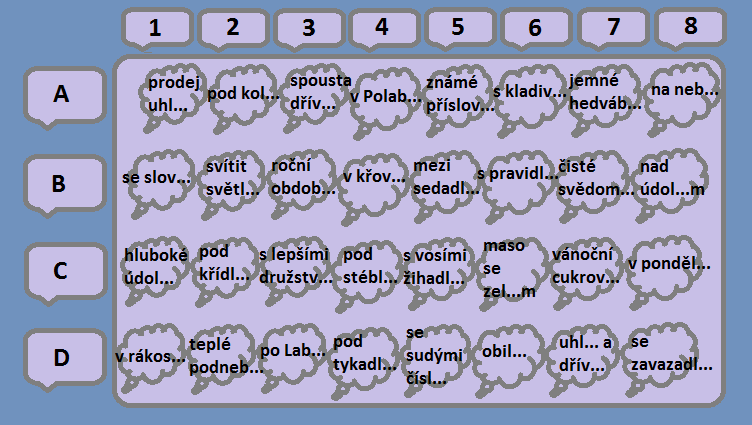 1 2 3 4 5 6 7 8
A
prodej
uhl...
pod kol...
spousta
dřív...
v Polab...
známé
příslov...
s kladiv...
jemné
hedváb...
na neb...
B
se slov...
svítit
světl...
roční
obdob...
v křov...
mezi
sedadl...
s pravidl...
čisté
svědom...
nad
údol...m
C
hluboké
údol...
pod
křídl...
s lepšími
družstv...
pod
stébl...
s vosími
žihadl...
maso
se
zel...m
vánoční
cukrov...
v ponděl...
D
v rákos...
teplé
podneb...
po Lab...
pod
tykadl...
se
sudými
čísl...
obil...
uhl... a
dřív...
se
zavazadl...